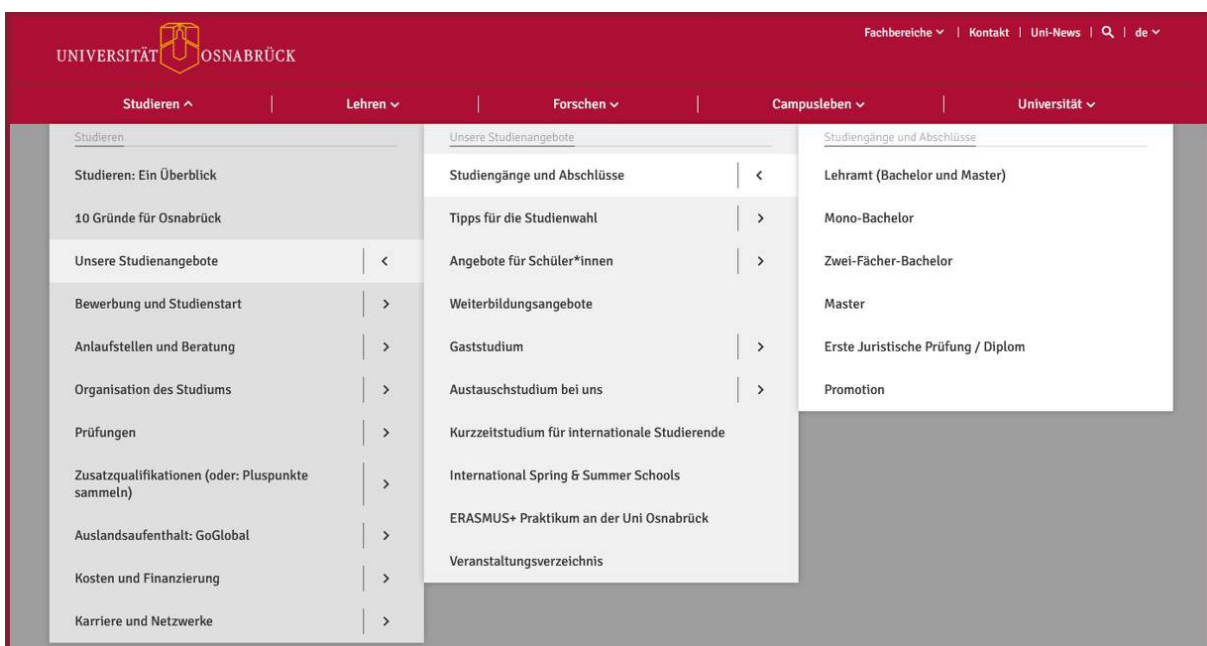 Fachbereiche | Kontakt | Uni-News | | de
UNIVERSITÄT OSNABRÜCK
Studieren | Lehren | Forschen | Campusleben | Universität
Studieren
Studieren: Ein Überblick
10 Gründe für Osnabrück
Unsere Studienangebote
Bewerbung und Studienstart
Anlaufstellen und Beratung
Organisation des Studiums
Prüfungen
Zusatzqualifikationen (oder: Pluspunkte
sammeln)
Auslandsaufenthalt: GoGlobal
Kosten und Finanzierung
Karriere und Netzwerke
Unsere Studienangebote
Studiengänge und Abschlüsse
Tipps für die Studienwahl
Angebote für Schüler*innen
Weiterbildungsangebote
Gaststudium
Austauschstudium bei uns
Kurzzeitstudium für internationale Studierende
International Spring & Summer Schools
ERASMUS+ Praktikum an der Uni Osnabrück
Veranstaltungsverzeichnis
Studiengänge und Abschlüsse
Lehramt (Bachelor und Master)
Mono-Bachelor
Zwei-Fächer-Bachelor
Master
Erste Juristische Prüfung / Diplom
Promotion